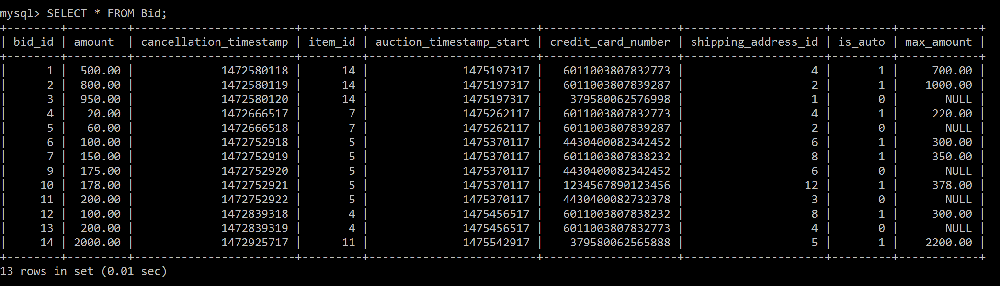 mysql> SELECT * FROM Bid;
+--------+---------+------------------------+---------+-------------------------+--------------------+---------------------+---------+------------+
| bid_id | amount  | cancellation_timestamp | item_id | auction_timestamp_start | credit_card_number | shipping_address_id | is_auto | max_amount |
+--------+---------+------------------------+---------+-------------------------+--------------------+---------------------+---------+------------+
|      1 |  500.00 |             1472580118 |      14 |              1475197317 |   6011003807832773 |                   4 |       1 |     700.00 |
|      2 |  800.00 |             1472580119 |      14 |              1475197317 |   6011003807839287 |                   2 |       1 |    1000.00 |
|      3 |  950.00 |             1472580120 |      14 |              1475197317 |    379580062576998 |                   1 |       0 |       NULL |
|      4 |   20.00 |             1472666517 |       7 |              1475262117 |   6011003807832773 |                   4 |       1 |     220.00 |
|      5 |   60.00 |             1472666518 |       7 |              1475262117 |   6011003807839287 |                   2 |       0 |       NULL |
|      6 |  100.00 |             1472752918 |       5 |              1475370117 |   4430400082342452 |                   6 |       1 |     300.00 |
|      7 |  150.00 |             1472752919 |       5 |              1475370117 |   6011003807838232 |                   8 |       1 |     350.00 |
|      9 |  175.00 |             1472752920 |       5 |              1475370117 |   4430400082342452 |                   6 |       0 |       NULL |
|     10 |  178.00 |             1472752921 |       5 |              1475370117 |   1234567890123456 |                  12 |       1 |     378.00 |
|     11 |  200.00 |             1472752922 |       5 |              1475370117 |   4430400082732378 |                   3 |       0 |       NULL |
|     12 |  100.00 |             1472839318 |       4 |              1475456517 |   6011003807838232 |                   8 |       1 |     300.00 |
|     13 |  200.00 |             1472839319 |       4 |              1475456517 |   6011003807832773 |                   4 |       0 |       NULL |
|     14 | 2000.00 |             1472925717 |      11 |              1475542917 |    379580062565888 |                   5 |       1 |    2200.00 |
+--------+---------+------------------------+---------+-------------------------+--------------------+---------------------+---------+------------+
13 rows in set (0.01 sec)